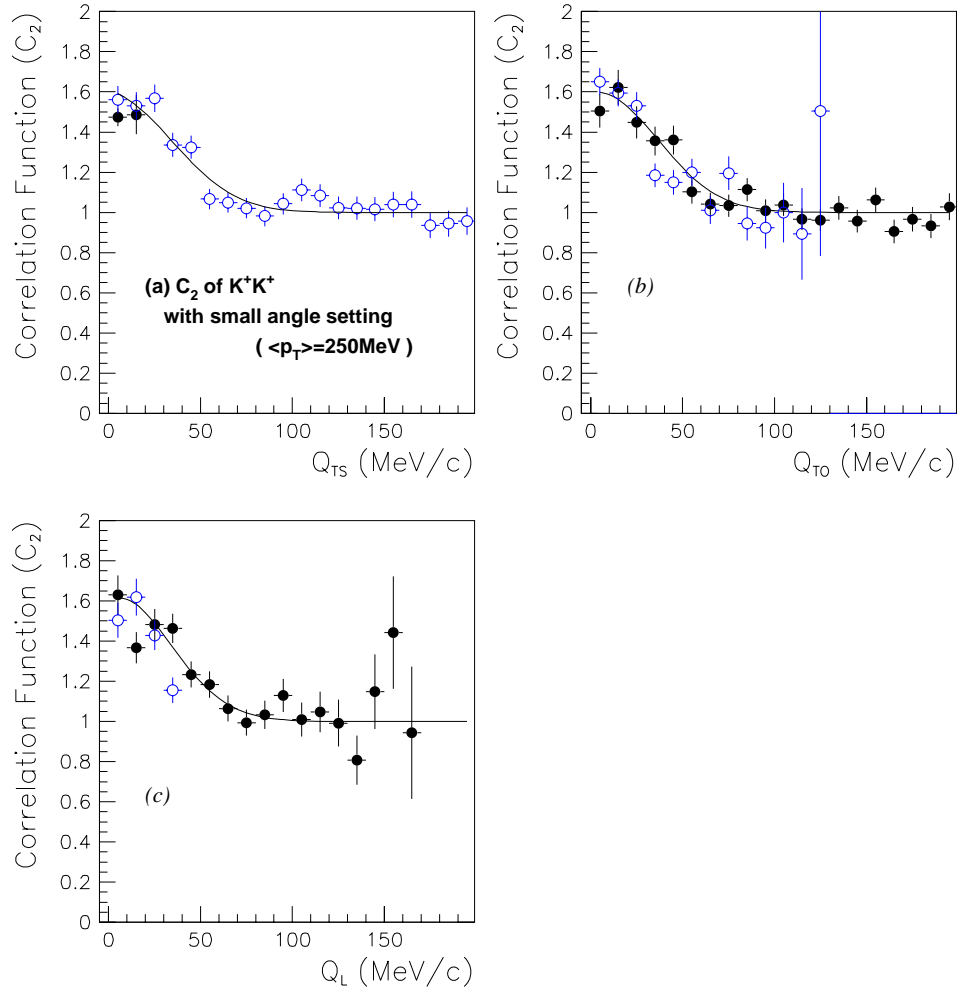 Correlation Function (C₂)
2
1.8
1.6
1.4
1.2
1
0.8
0.6
0.4
0.2
0
(a) C₂ of K⁺K⁺
with small angle setting
( <p_T>=250MeV )
0 50 100 150
Q_TS (MeV/c)
Correlation Function (C₂)
2
1.8
1.6
1.4
1.2
1
0.8
0.6
0.4
0.2
0
(b)
0 50 100 150
Q_TO (MeV/c)
Correlation Function (C₂)
2
1.8
1.6
1.4
1.2
1
0.8
0.6
0.4
0.2
0
(c)
0 50 100 150
Q_L (MeV/c)